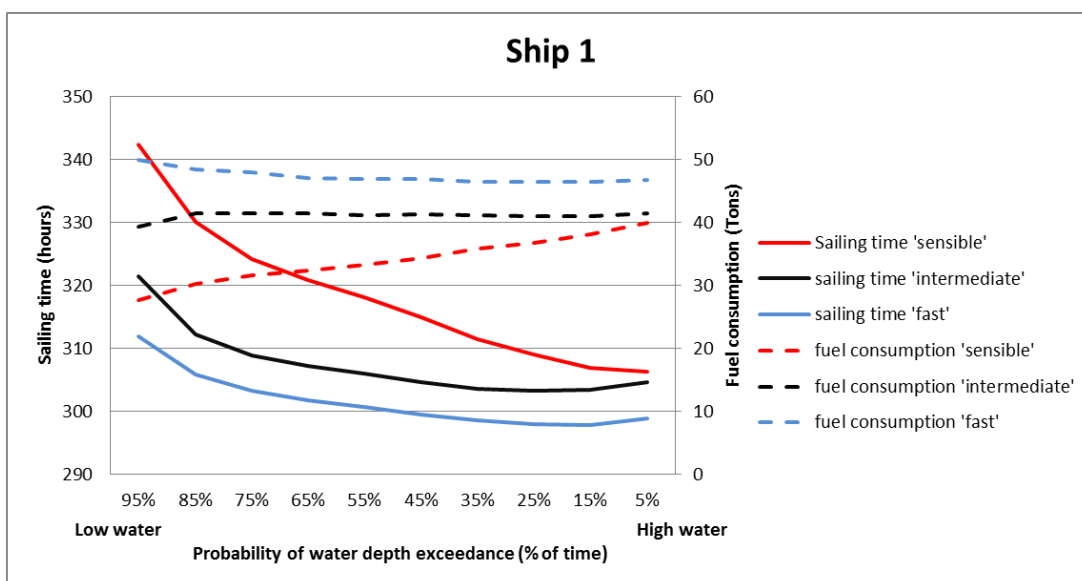 Ship 1
Sailing time (hours)
350
340
330
320
310
300
290
60
50
40
30
20
10
0
Fuel consumption (Tons)
95% 85% 75% 65% 55% 45% 35% 25% 15% 5%
Low water High water
Probability of water depth exceedance (% of time)
Sailing time 'sensible'
sailing time 'intermediate'
sailing time 'fast'
fuel consumption 'sensible'
fuel consumption 'intermediate'
fuel consumption 'fast'